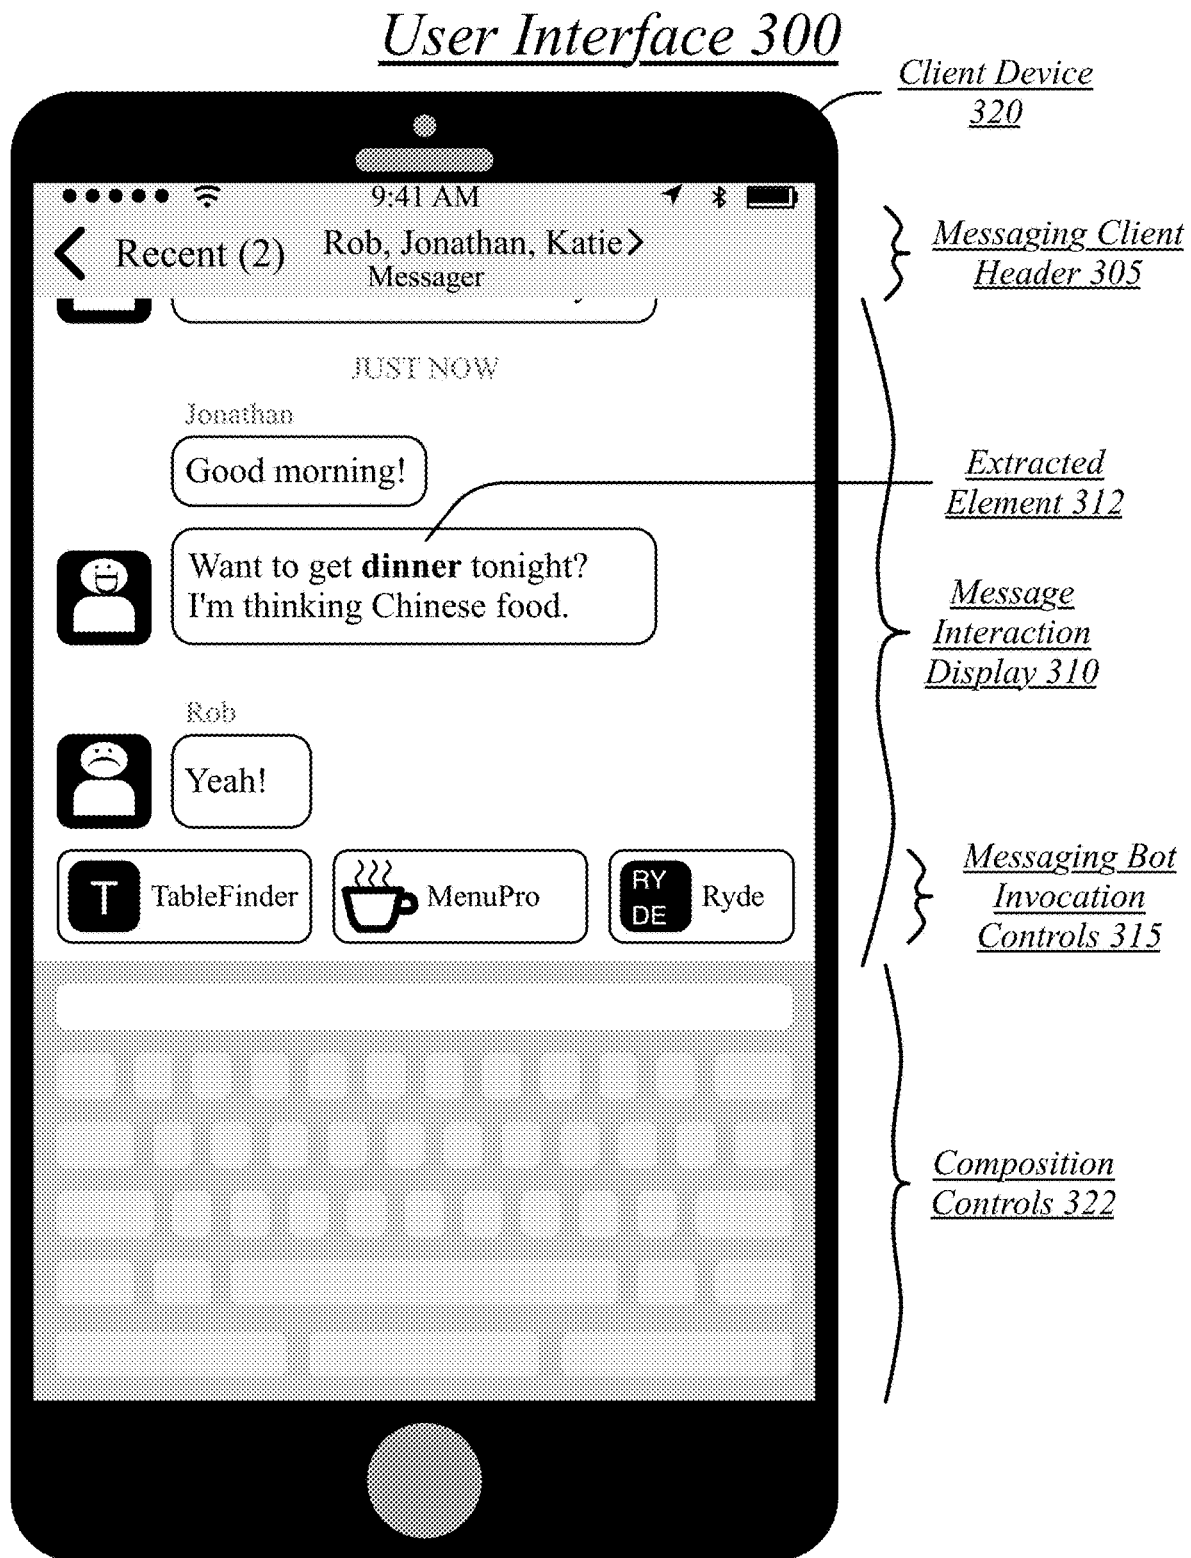 User Interface 300
Client Device
320
9:41 AM
Recent (2)
Rob, Jonathan, Katie
Messager
Messaging Client
Header 305
JUST NOW
Jonathan
Good morning!
Extracted
Element 312
Want to get dinner tonight?
I'm thinking Chinese food.
Message
Interaction
Display 310
Rob
Yeah!
T
TableFinder
MenuPro
RY
DE
Ryde
Messaging Bot
Invocation
Controls 315
Composition
Controls 322